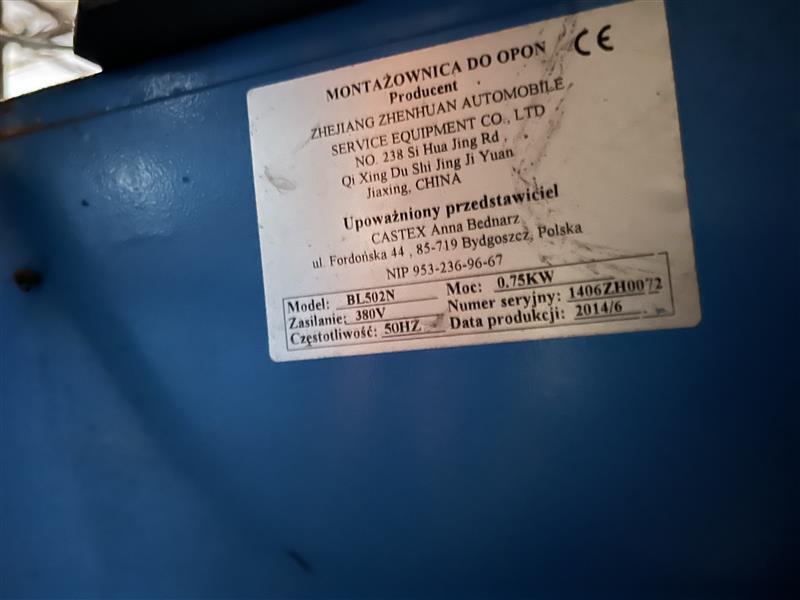 MONTAŻOWNICA DO OPON CE
Producent
ZHEJIANG ZHENHUAN AUTOMOBILE
SERVICE EQUIPMENT CO., LTD
NO. 238 Si Hua Jing Rd
Qi Xing Du Shi Jing Ji Yuan
Jiaxing, CHINA
Upoważniony przedstawiciel
CASTEX Anna Bednarz
ul. Fordońska 44 , 85-719 Bydgoszcz, Polska
NIP 953-236-96-67
Model: BL502N Moc: 0.75KW
Zasilanie: 380V Numer seryjny: 1406ZH0072
Częstotliwość: 50HZ Data produkcji: 2014/6